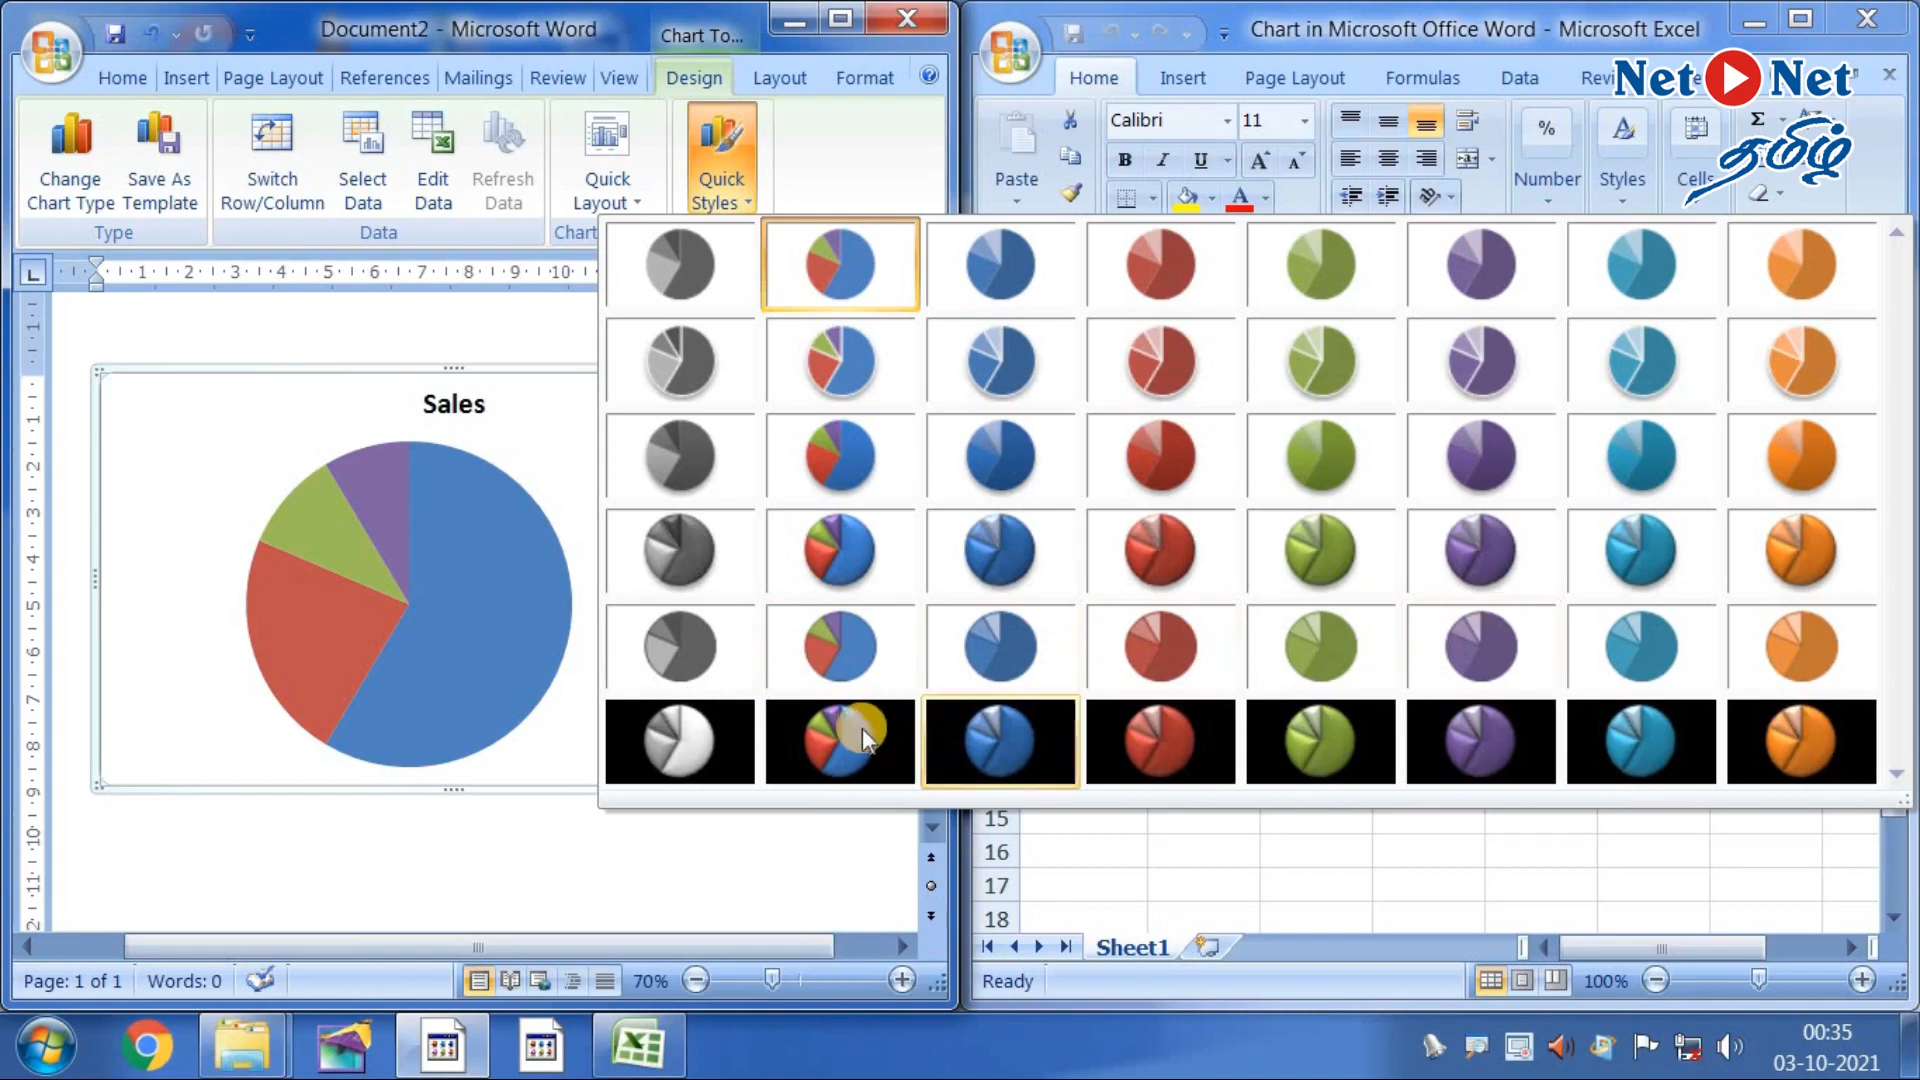 Document2 - Microsoft Word
Chart To...
Home Insert Page Layout References Mailings Review View Design Layout Format
Change Chart Type
Save As Template
Switch Row/Column
Select Data
Edit Data
Refresh Data
Quick Layout
Quick Styles
Type
Data
Chart
Sales
Page: 1 of 1
Words: 0
70%
Chart in Microsoft Office Word - Microsoft Excel
Home Insert Page Layout Formulas Data
Net Net
தமிழ்
Paste
Calibri 11
B I U
Number
Styles
Cells
15
16
17
18
Sheet1
Ready
100%
00:35
03-10-2021